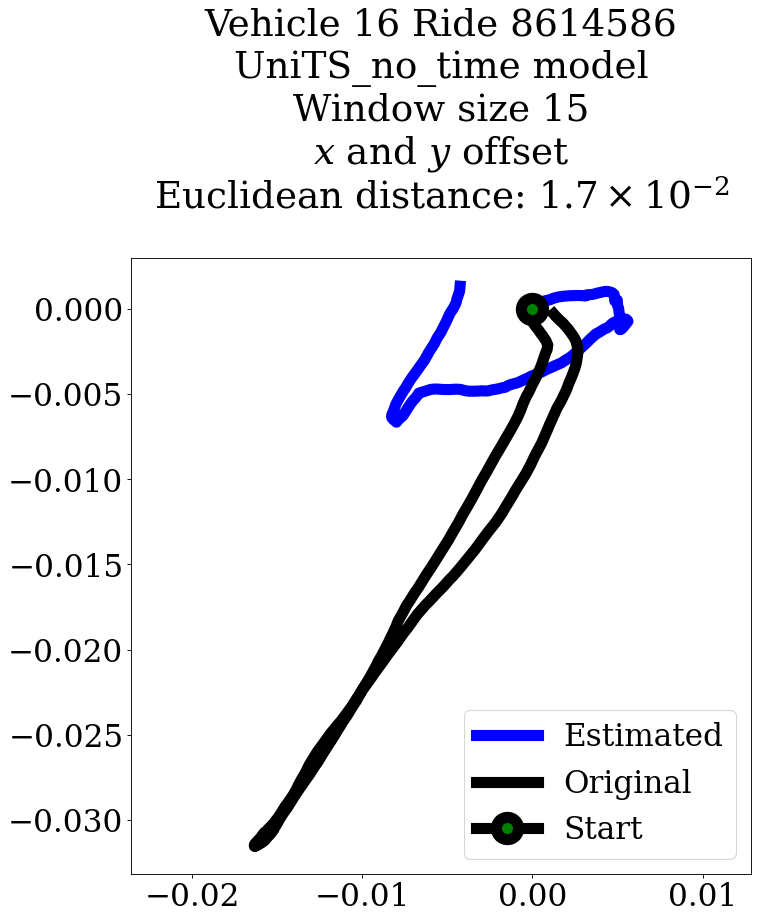 Vehicle 16 Ride 8614586
UniTS_no_time model
Window size 15
x and y offset
Euclidean distance: 1.7 × 10⁻²
0.000
−0.005
−0.010
−0.015
−0.020
−0.025
−0.030
Estimated
Original
Start
−0.02 −0.01 0.00 0.01